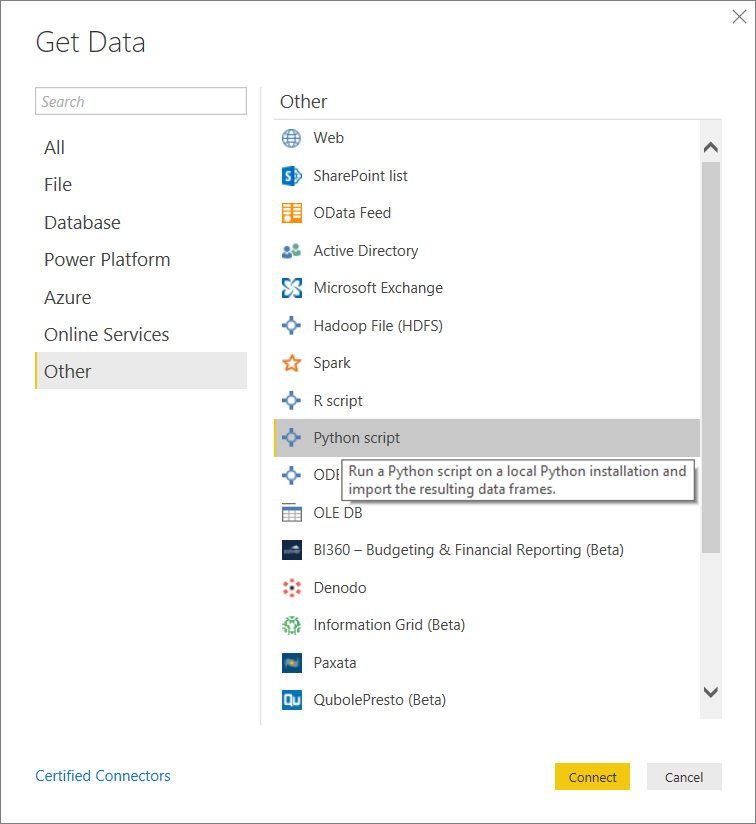 Get Data
Search
All
File
Database
Power Platform
Azure
Online Services
Other
Other
Web
SharePoint list
OData Feed
Active Directory
Microsoft Exchange
Hadoop File (HDFS)
Spark
R script
Python script
Run a Python script on a local Python installation and
import the resulting data frames.
OLE DB
BI360 – Budgeting & Financial Reporting (Beta)
Denodo
Information Grid (Beta)
Paxata
Qu QubolePresto (Beta)
Certified Connectors
Connect
Cancel